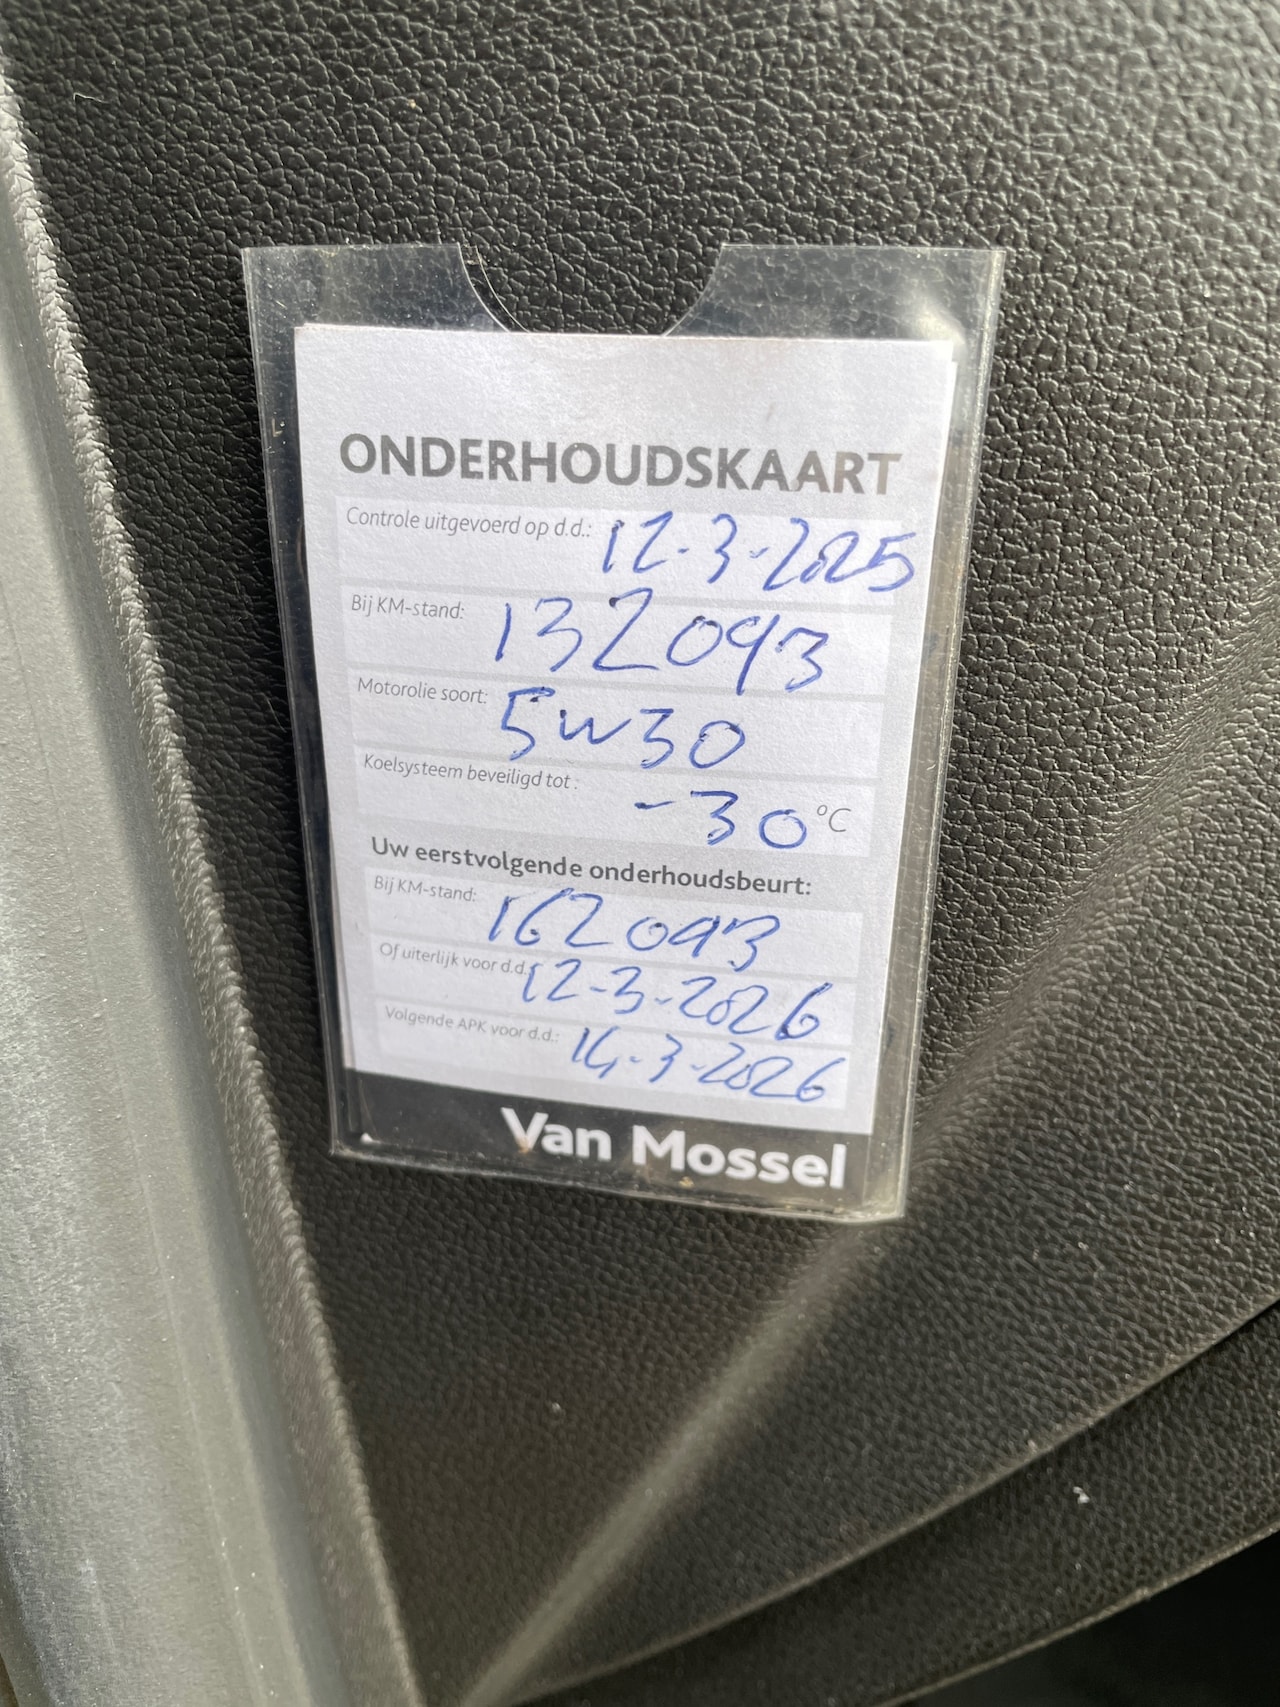 ONDERHOUDSKAART
Controle uitgevoerd op d.d.: 12-3-2025
Bij KM-stand: 132093
Motorolie soort: 5W30
Koelsysteem beveiligd tot: -30 °C
Uw eerstvolgende onderhoudsbeurt:
Bij KM-stand: 162093
Of uiterlijk voor d.d.: 12-3-2026
Volgende APK voor d.d.: 14-3-2026
Van Mossel